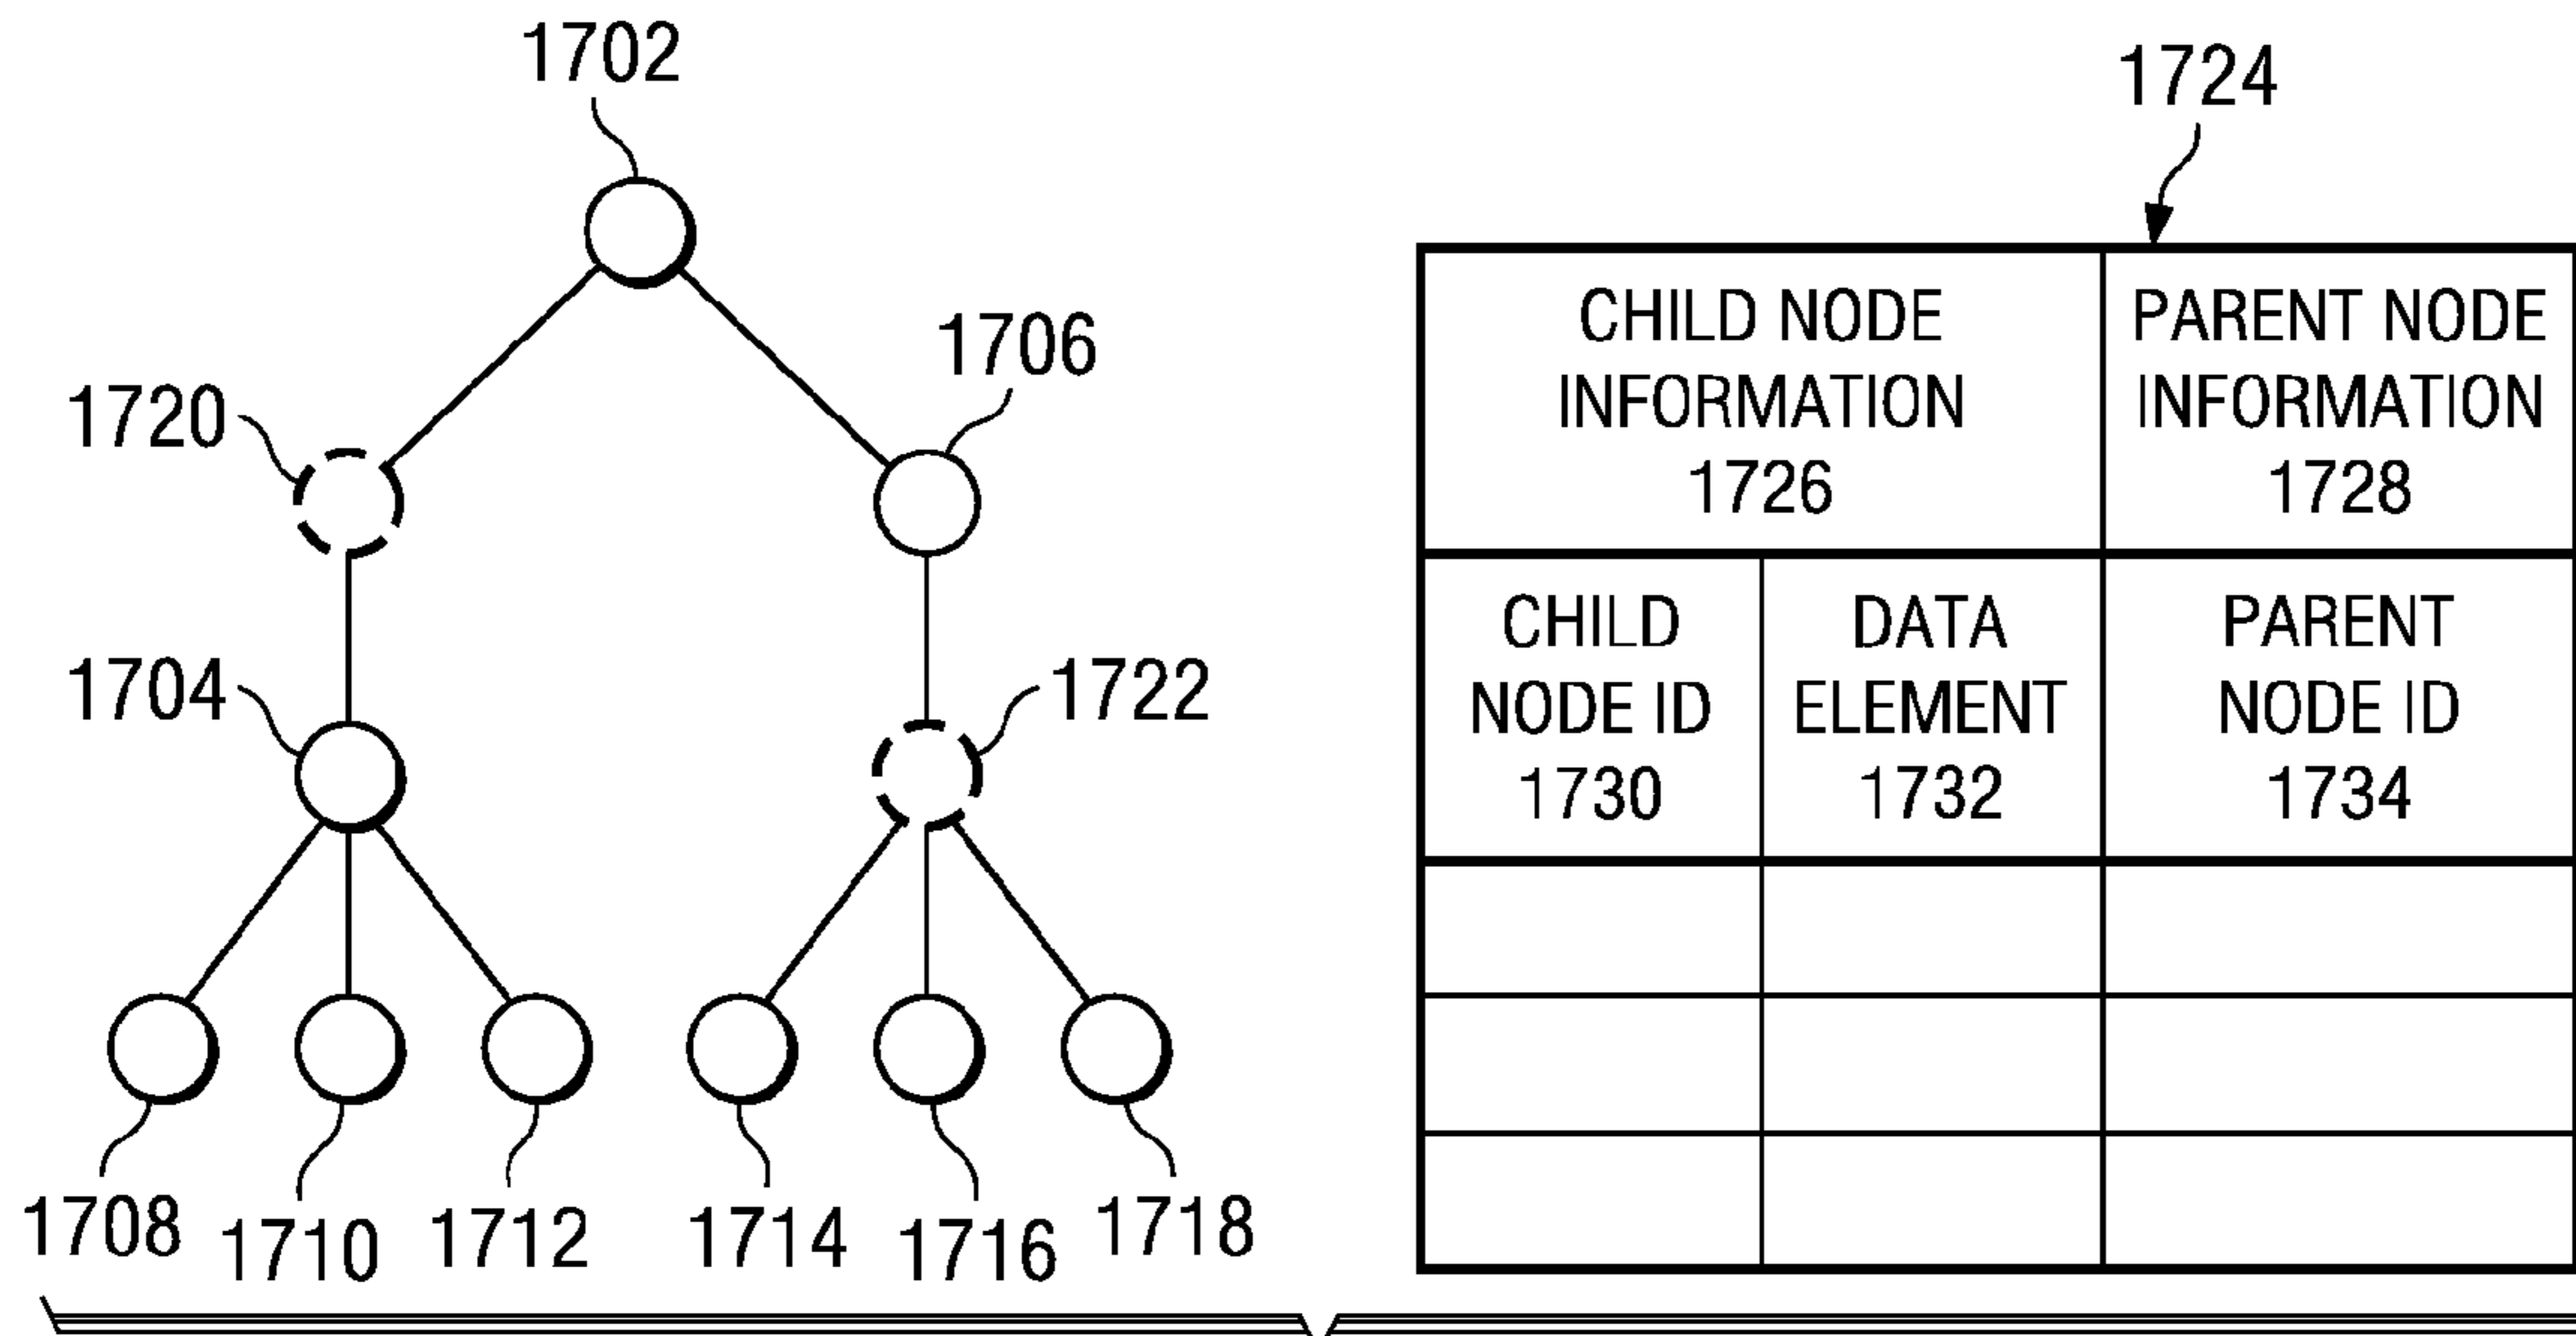 1702
1724
1706
1720
1704
1722
1708
1710
1712
1714
1716
1718
CHILD NODE
INFORMATION
1726
PARENT NODE
INFORMATION
1728
CHILD
NODE ID
1730
DATA
ELEMENT
1732
PARENT
NODE ID
1734